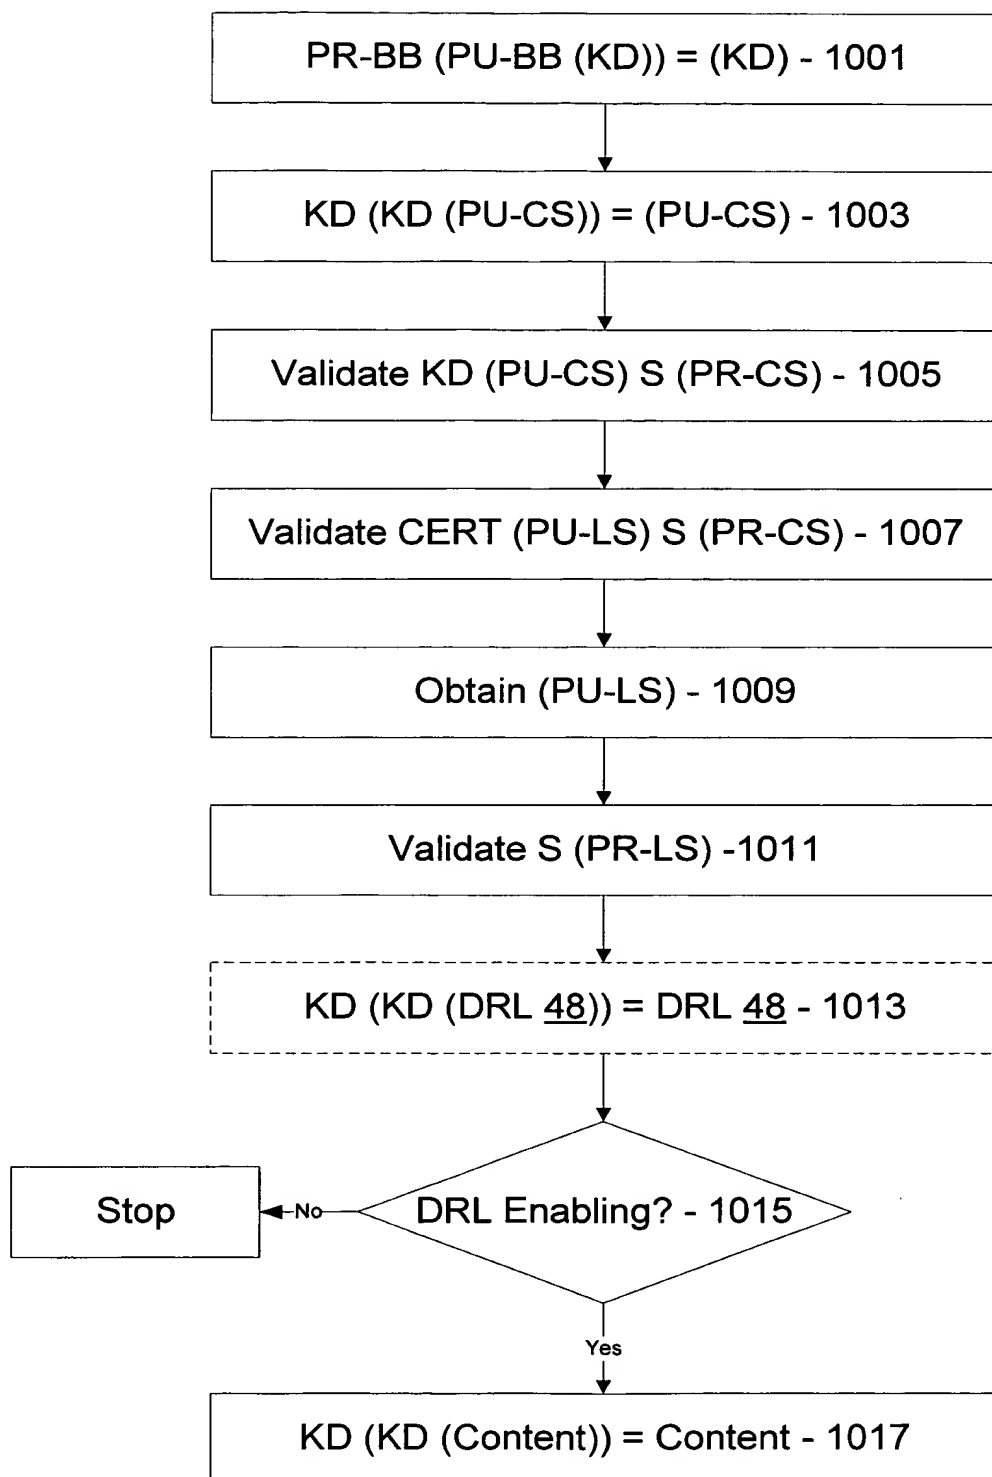 PR-BB (PU-BB (KD)) = (KD) - 1001
KD (KD (PU-CS)) = (PU-CS) - 1003
Validate KD (PU-CS) S (PR-CS) - 1005
Validate CERT (PU-LS) S (PR-CS) - 1007
Obtain (PU-LS) - 1009
Validate S (PR-LS) -1011
KD (KD (DRL 48)) = DRL 48 - 1013
Stop
No
DRL Enabling? - 1015
Yes
KD (KD (Content)) = Content - 1017